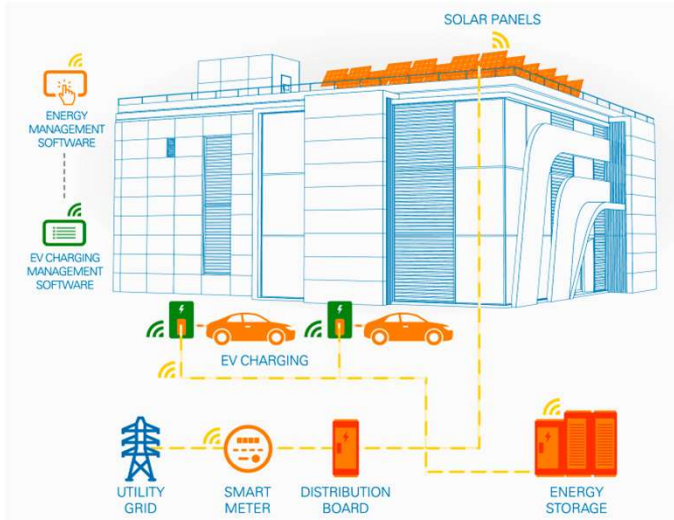 SOLAR PANELS
ENERGY
MANAGEMENT
SOFTWARE
EV CHARGING
MANAGEMENT
SOFTWARE
EV CHARGING
UTILITY
GRID
SMART
METER
DISTRIBUTION
BOARD
ENERGY
STORAGE